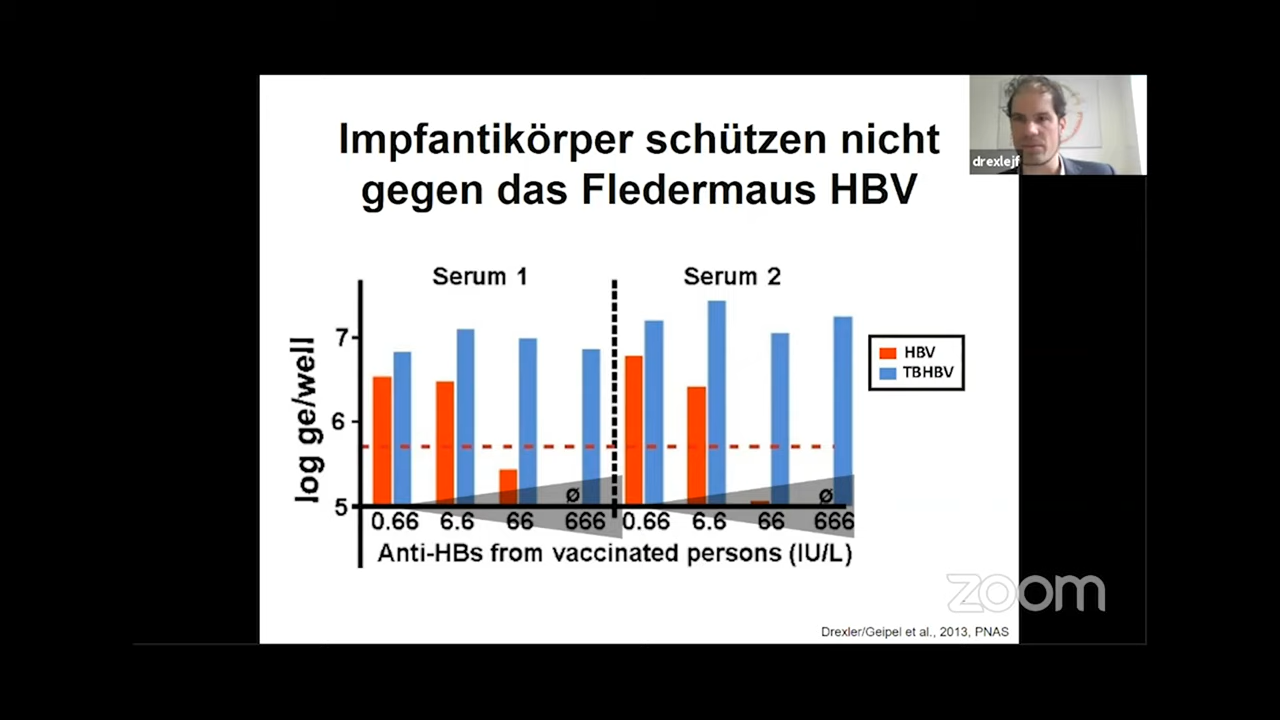 Impfantikörper schützen nicht
gegen das Fledermaus HBV
drexlejf
Serum 1
Serum 2
log ge/well
7
6
5
HBV
TBHBV
ø
ø
0.66 6.6 66 666 0.66 6.6 66 666
Anti-HBs from vaccinated persons (IU/L)
zoom
Drexler/Geipel et al., 2013, PNAS